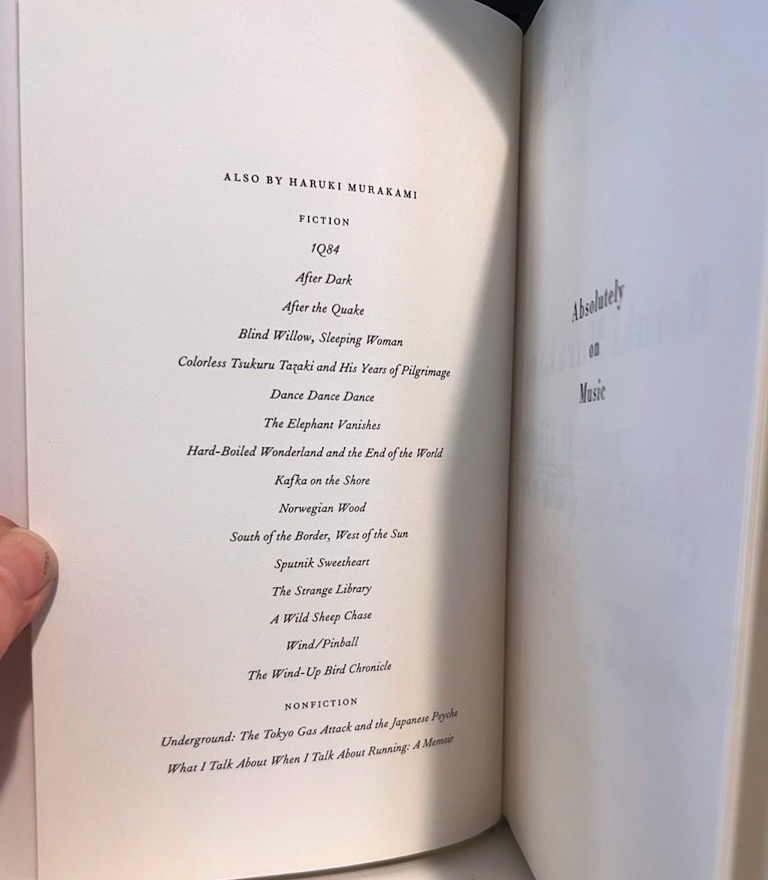 ALSO BY HARUKI MURAKAMI
FICTION
1Q84
After Dark
After the Quake
Blind Willow, Sleeping Woman
Colorless Tsukuru Tazaki and His Years of Pilgrimage
Dance Dance Dance
The Elephant Vanishes
Hard-Boiled Wonderland and the End of the World
Kafka on the Shore
Norwegian Wood
South of the Border, West of the Sun
Sputnik Sweetheart
The Strange Library
A Wild Sheep Chase
Wind/Pinball
The Wind-Up Bird Chronicle
NONFICTION
Underground: The Tokyo Gas Attack and the Japanese Psyche
What I Talk About When I Talk About Running: A Memoir
Absolutely
on
Music